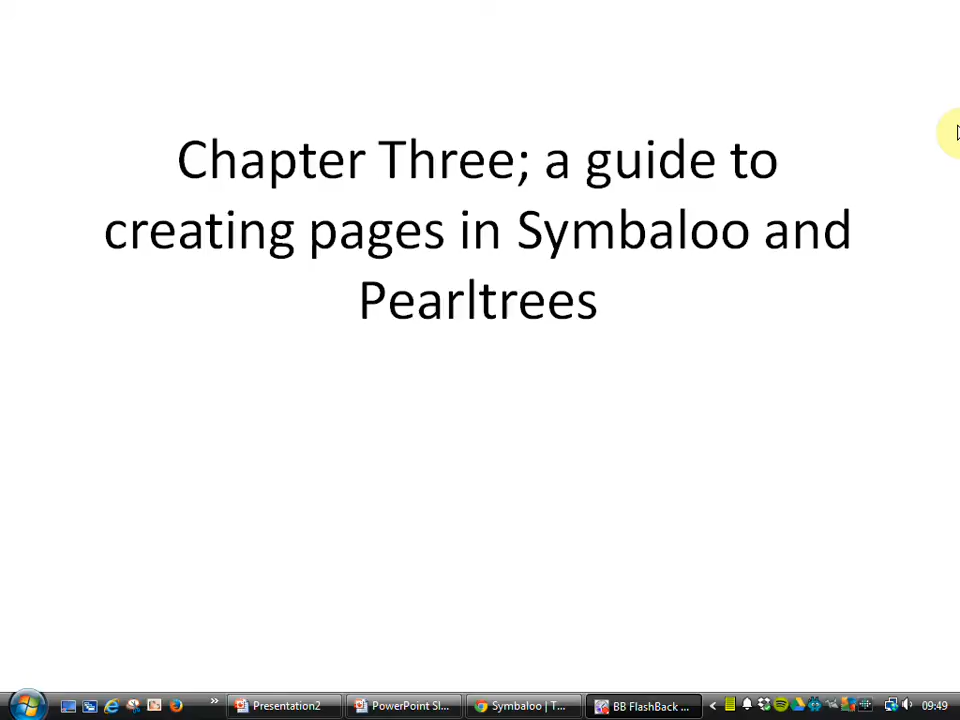 Chapter Three; a guide to
creating pages in Symbaloo and
Pearltrees
Presentation2
PowerPoint Sl...
Symbaloo | T...
BB FlashBack ...
09:49